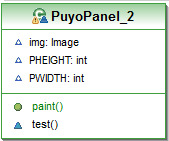 PuyoPanel_2
img: Image
PHEIGHT: int
PWIDTH: int
paint()
test()